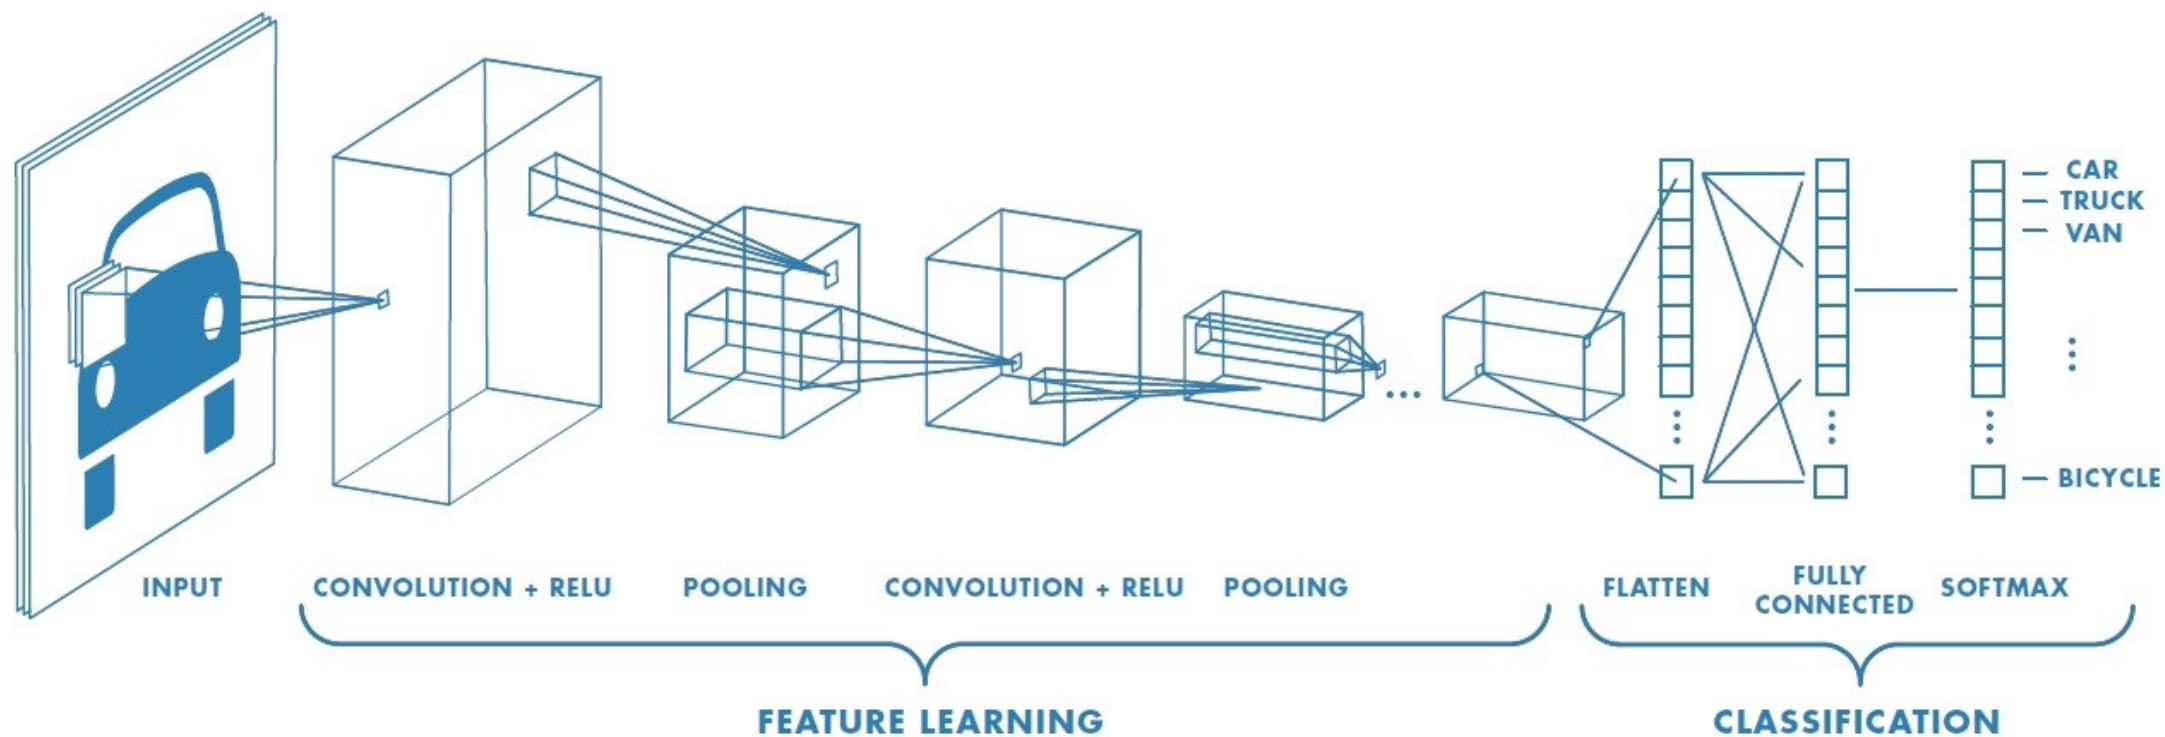 CAR
TRUCK
VAN
BICYCLE
INPUT
CONVOLUTION + RELU
POOLING
CONVOLUTION + RELU
POOLING
FLATTEN
FULLY
CONNECTED
SOFTMAX
FEATURE LEARNING
CLASSIFICATION